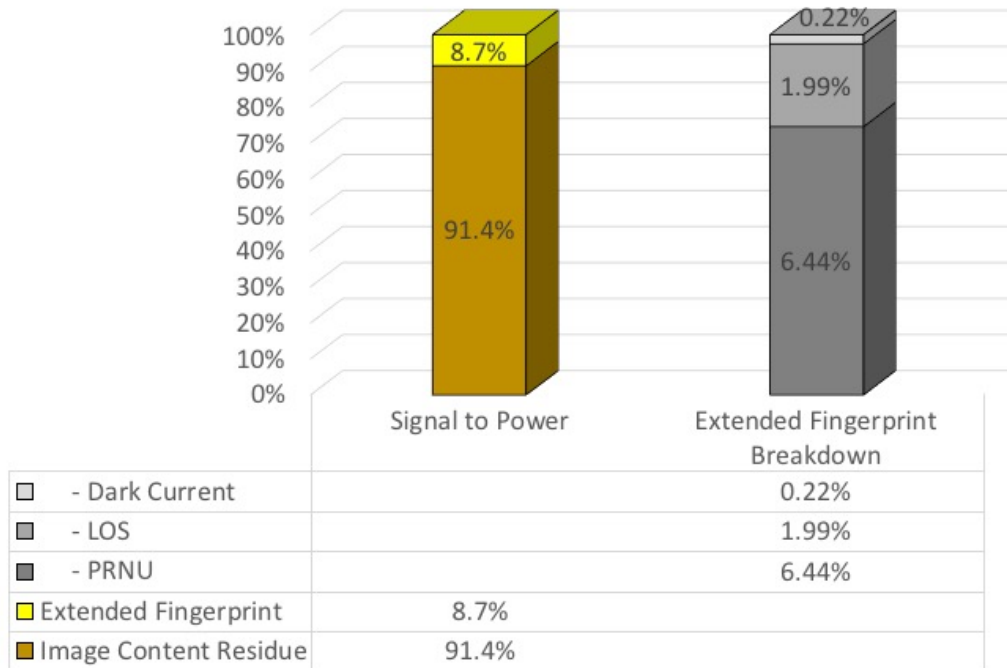 100%
90%
80%
70%
60%
50%
40%
30%
20%
10%
0%
8.7%
91.4%
0.22%
1.99%
6.44%
Signal to Power
Extended Fingerprint
Breakdown
- Dark Current 0.22%
- LOS 1.99%
- PRNU 6.44%
Extended Fingerprint 8.7%
Image Content Residue 91.4%